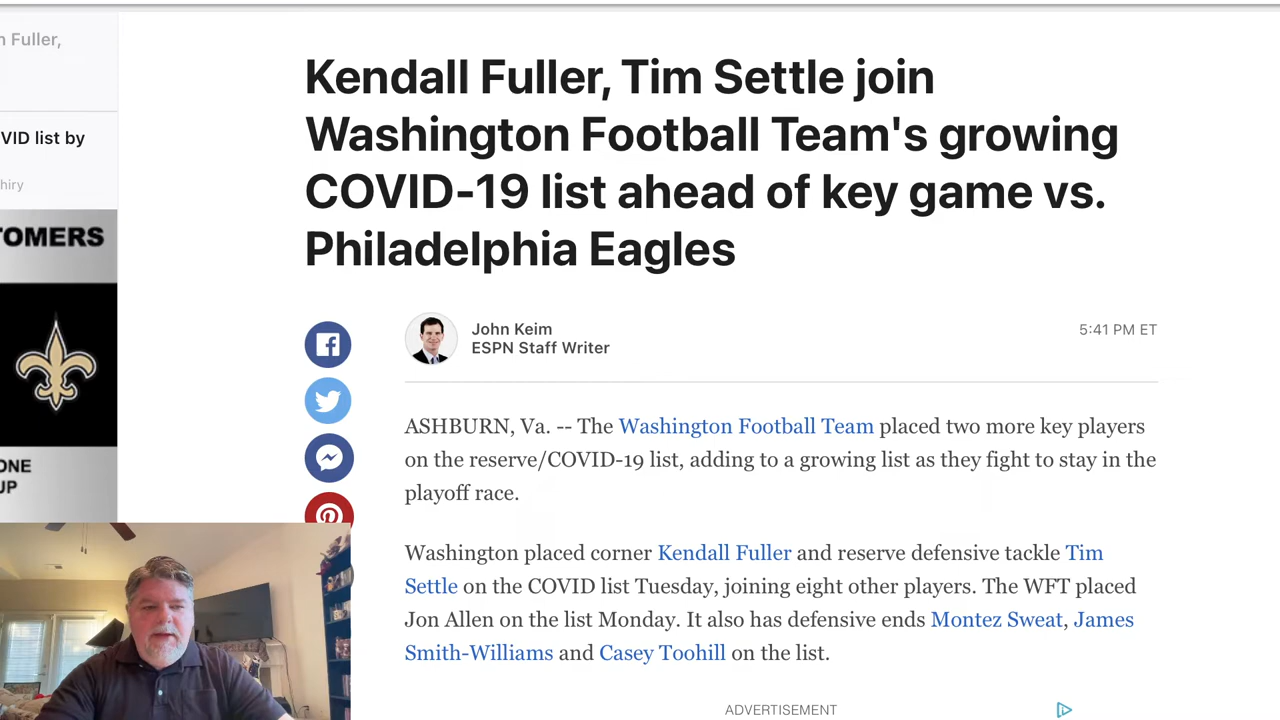 n Fuller,
VID list by
hiry
TOMERS
ONE
UP
Kendall Fuller, Tim Settle join
Washington Football Team's growing
COVID-19 list ahead of key game vs.
Philadelphia Eagles
John Keim
ESPN Staff Writer
5:41 PM ET
ASHBURN, Va. -- The Washington Football Team placed two more key players
on the reserve/COVID-19 list, adding to a growing list as they fight to stay in the
playoff race.
Washington placed corner Kendall Fuller and reserve defensive tackle Tim
Settle on the COVID list Tuesday, joining eight other players. The WFT placed
Jon Allen on the list Monday. It also has defensive ends Montez Sweat, James
Smith-Williams and Casey Toohill on the list.
ADVERTISEMENT